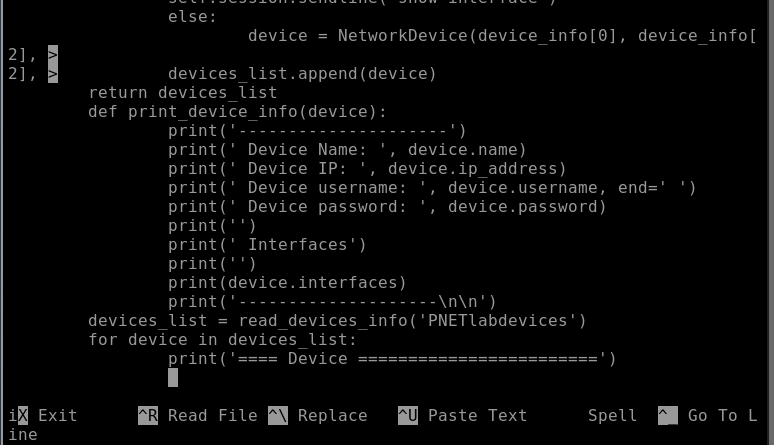 self.session.sendline("show interface")
else:
device = NetworkDevice(device_info[0], device_info[
2], >
2], > devices_list.append(device)
return devices_list
def print_device_info(device):
print('---------------------')
print(' Device Name: ', device.name)
print(' Device IP: ', device.ip_address)
print(' Device username: ', device.username, end=' ')
print(' Device password: ', device.password)
print('')
print(' Interfaces')
print('')
print(device.interfaces)
print('--------------------\n\n')
devices_list = read_devices_info('PNETlabdevices')
for device in devices_list:
print('==== Device ========================')
iX Exit ^R Read File ^\ Replace ^U Paste Text Spell ^_ Go To L
ine